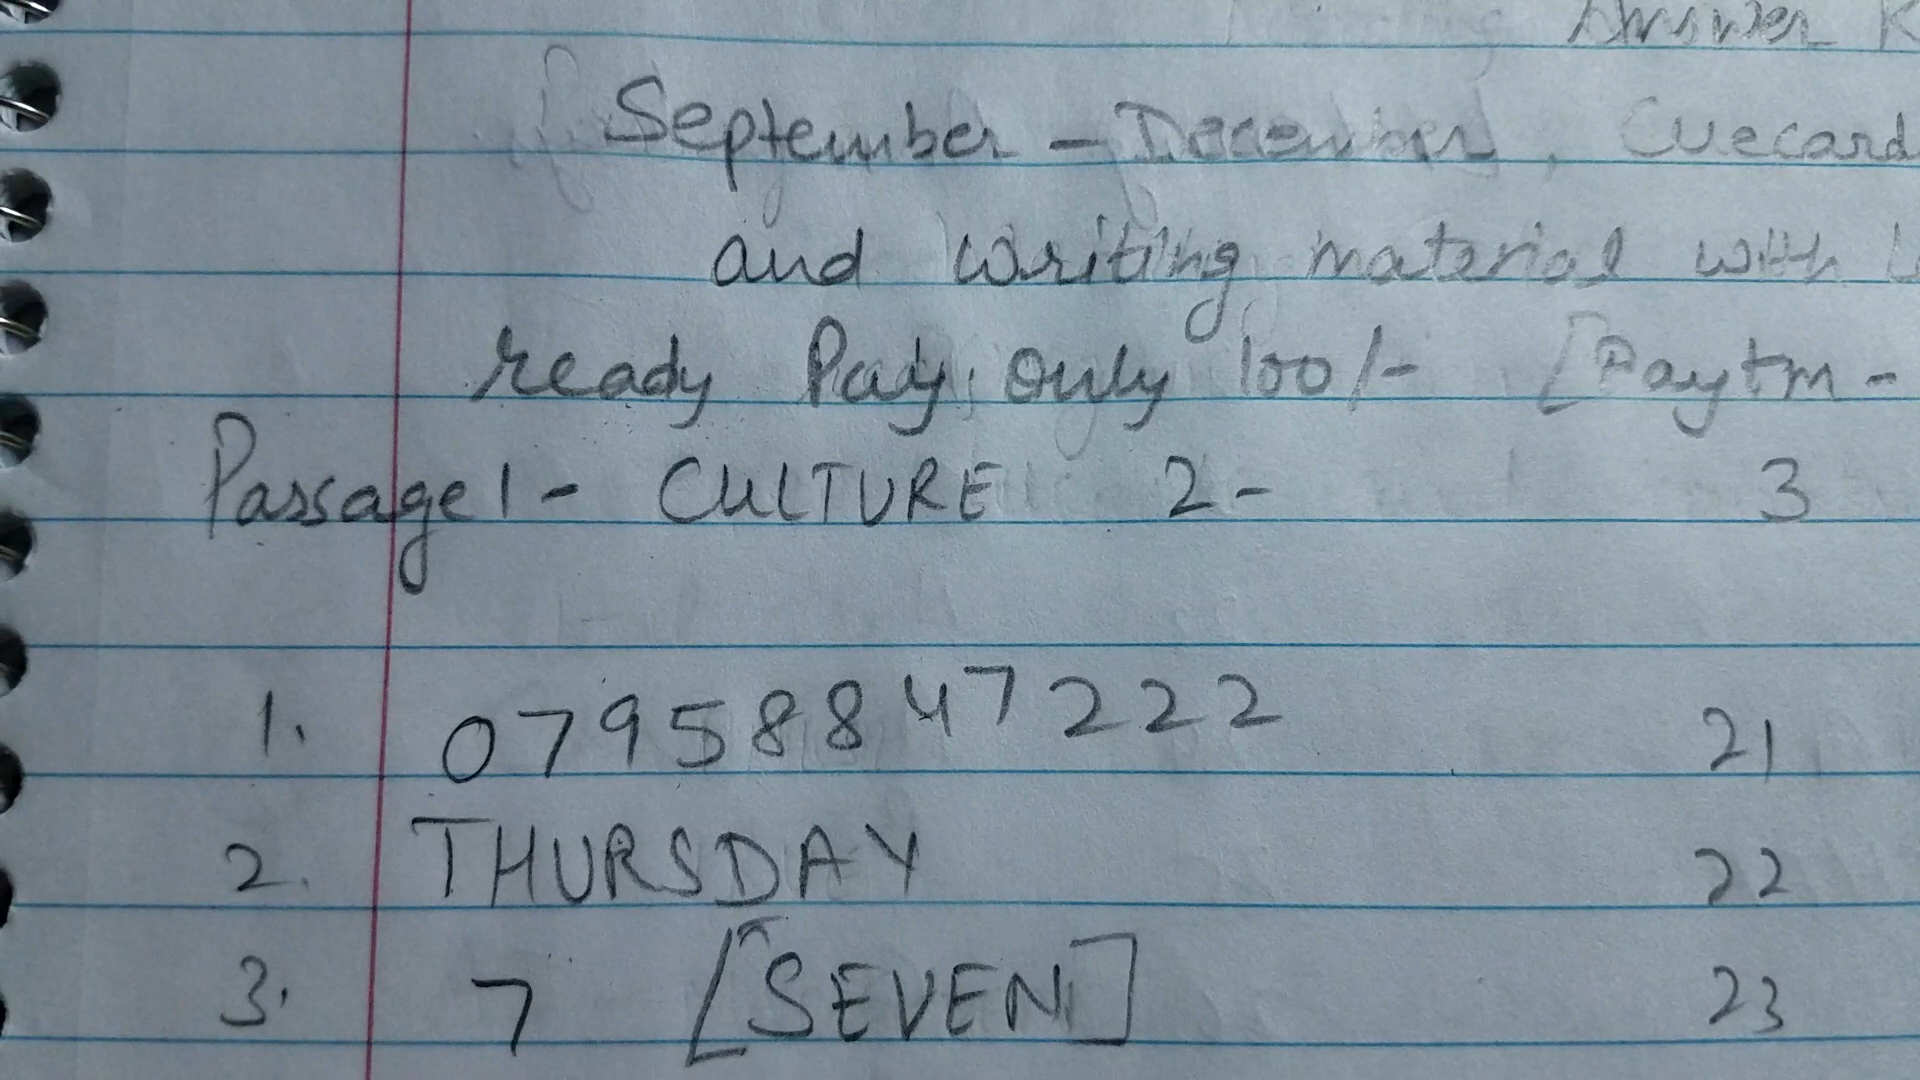 Answer K
September - December, Cuecard
and writing material with
ready Pay only 100/- [Paytm -
Passage 1 - CULTURE 2 - 3
1. 07958847222 21
2. THURSDAY 22
3. 7 [SEVEN] 23